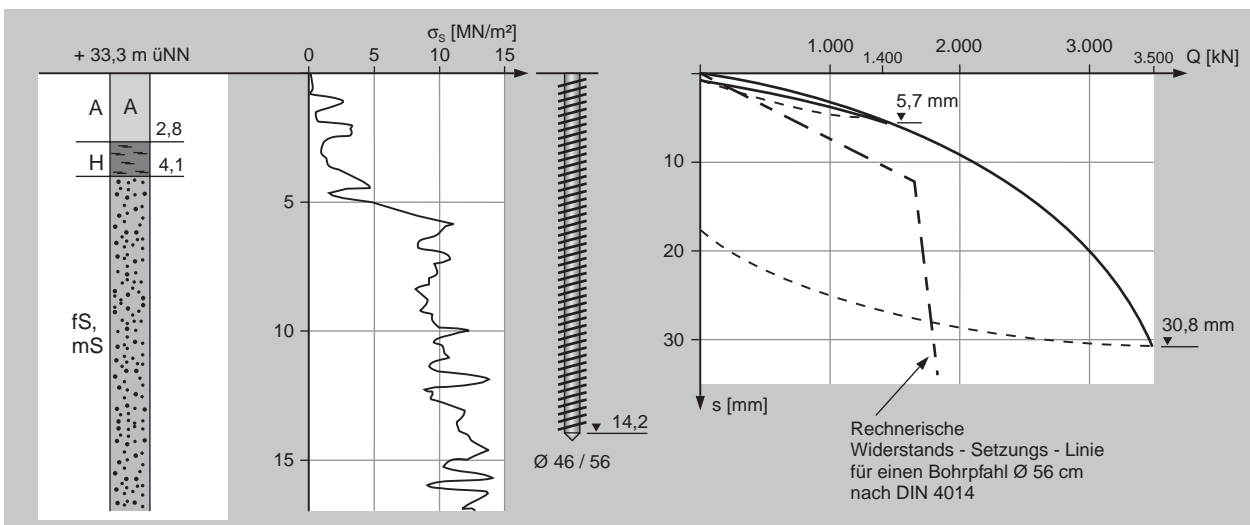 + 33,3 m üNN
A
A
2,8
H
4,1
fS,
mS
σS [MN/m²]
0
5
10
15
5
10
15
14,2
Ø 46 / 56
1.000
1.400
2.000
3.000
3.500
Q [kN]
5,7 mm
10
20
30
30,8 mm
s [mm]
Rechnerische
Widerstands - Setzungs - Linie
für einen Bohrpfahl Ø 56 cm
nach DIN 4014